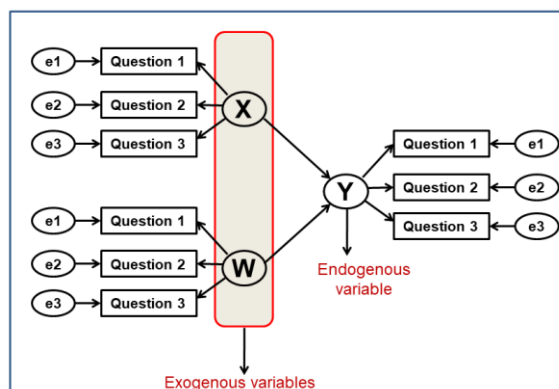 e1 Question 1
e2 Question 2
e3 Question 3
X
e1 Question 1
e2 Question 2
e3 Question 3
W
Y
Question 1 e1
Question 2 e2
Question 3 e3
Endogenous
variable
Exogenous variables